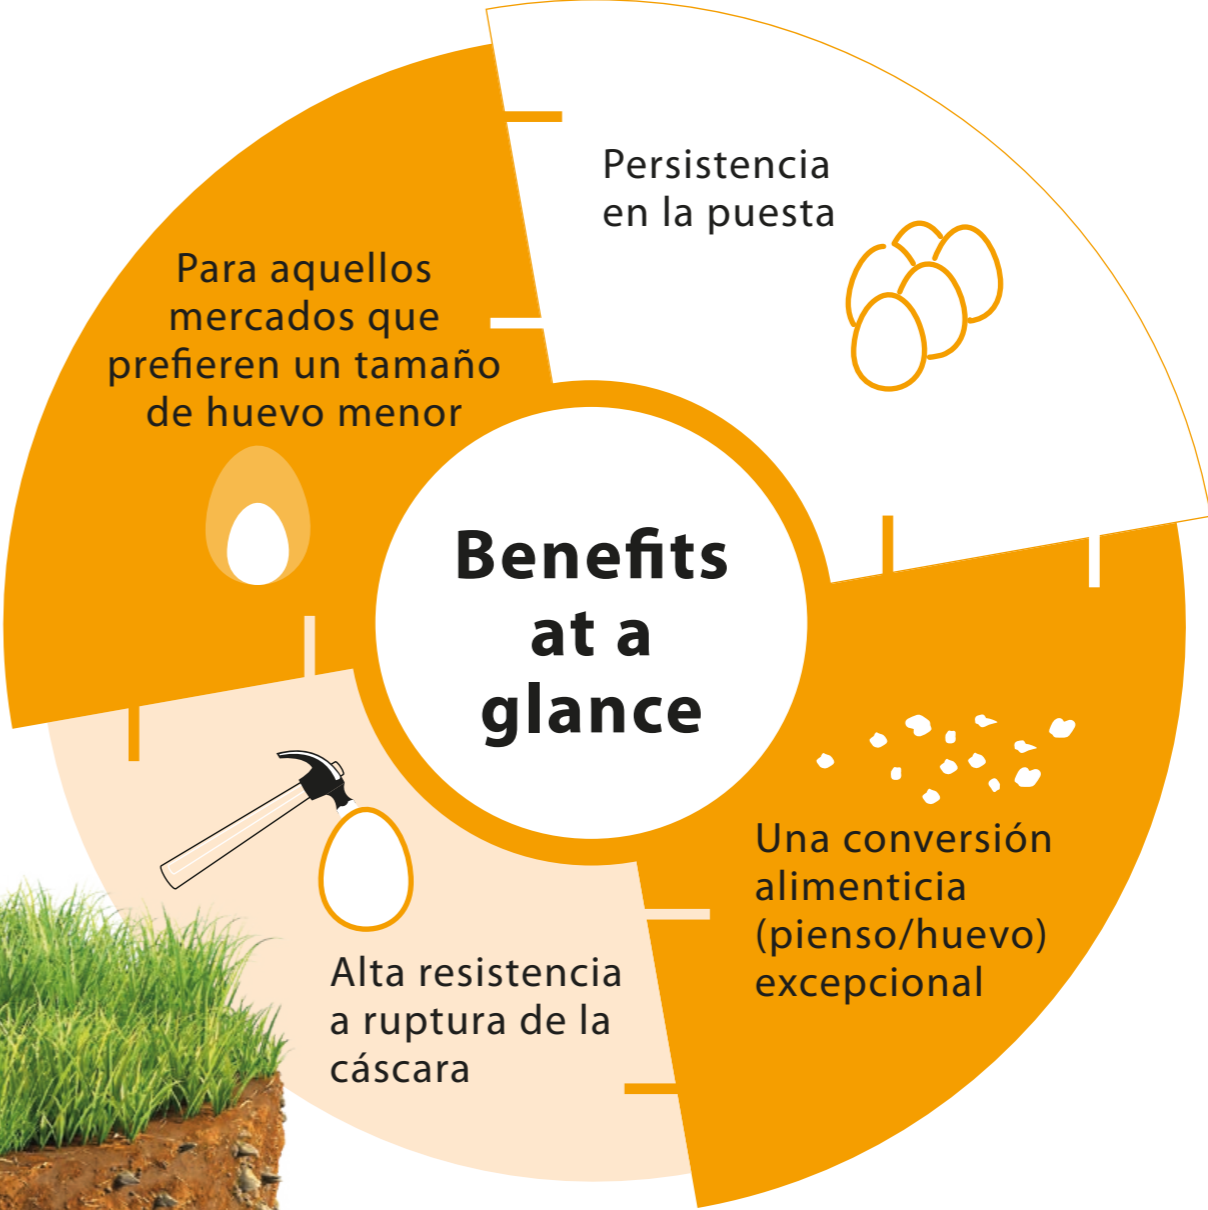 Persistencia
en la puesta
Para aquellos
mercados que
prefieren un tamaño
de huevo menor
Benefits
at a
glance
Una conversión
alimenticia
(pienso/huevo)
excepcional
Alta resistencia
a ruptura de la
cáscara